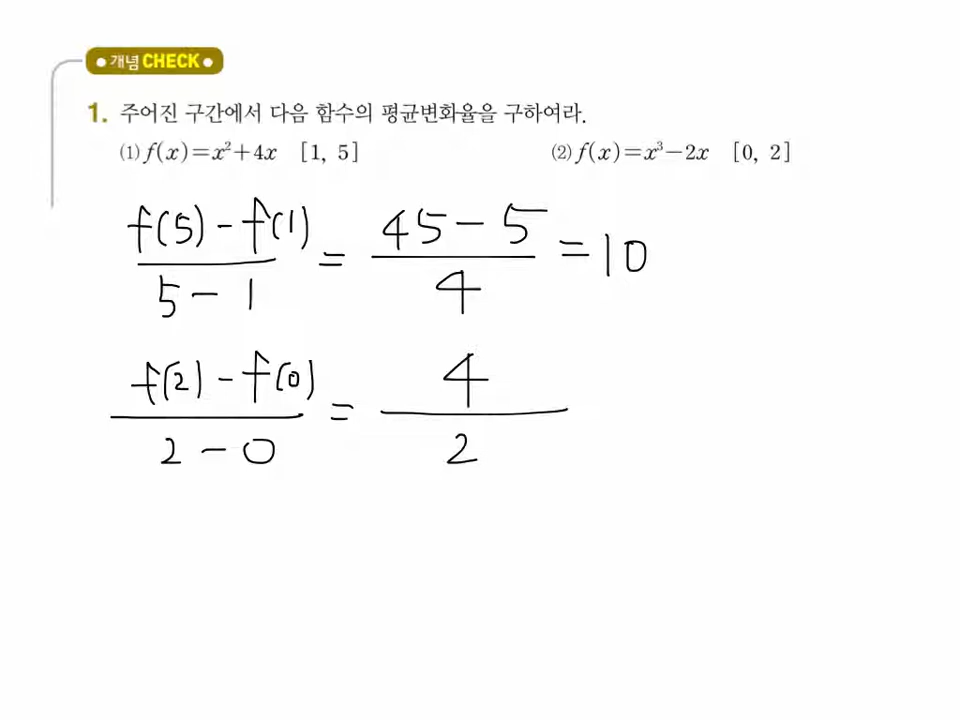 개념 CHECK
1. 주어진 구간에서 다음 함수의 평균변화율을 구하여라.
(1) f(x)=x²+4x [1, 5] (2) f(x)=x³−2x [0, 2]
f(5) − f(1) / 5 − 1 = 45 − 5 / 4 = 10
f(2) − f(0) / 2 − 0 = 4 / 2